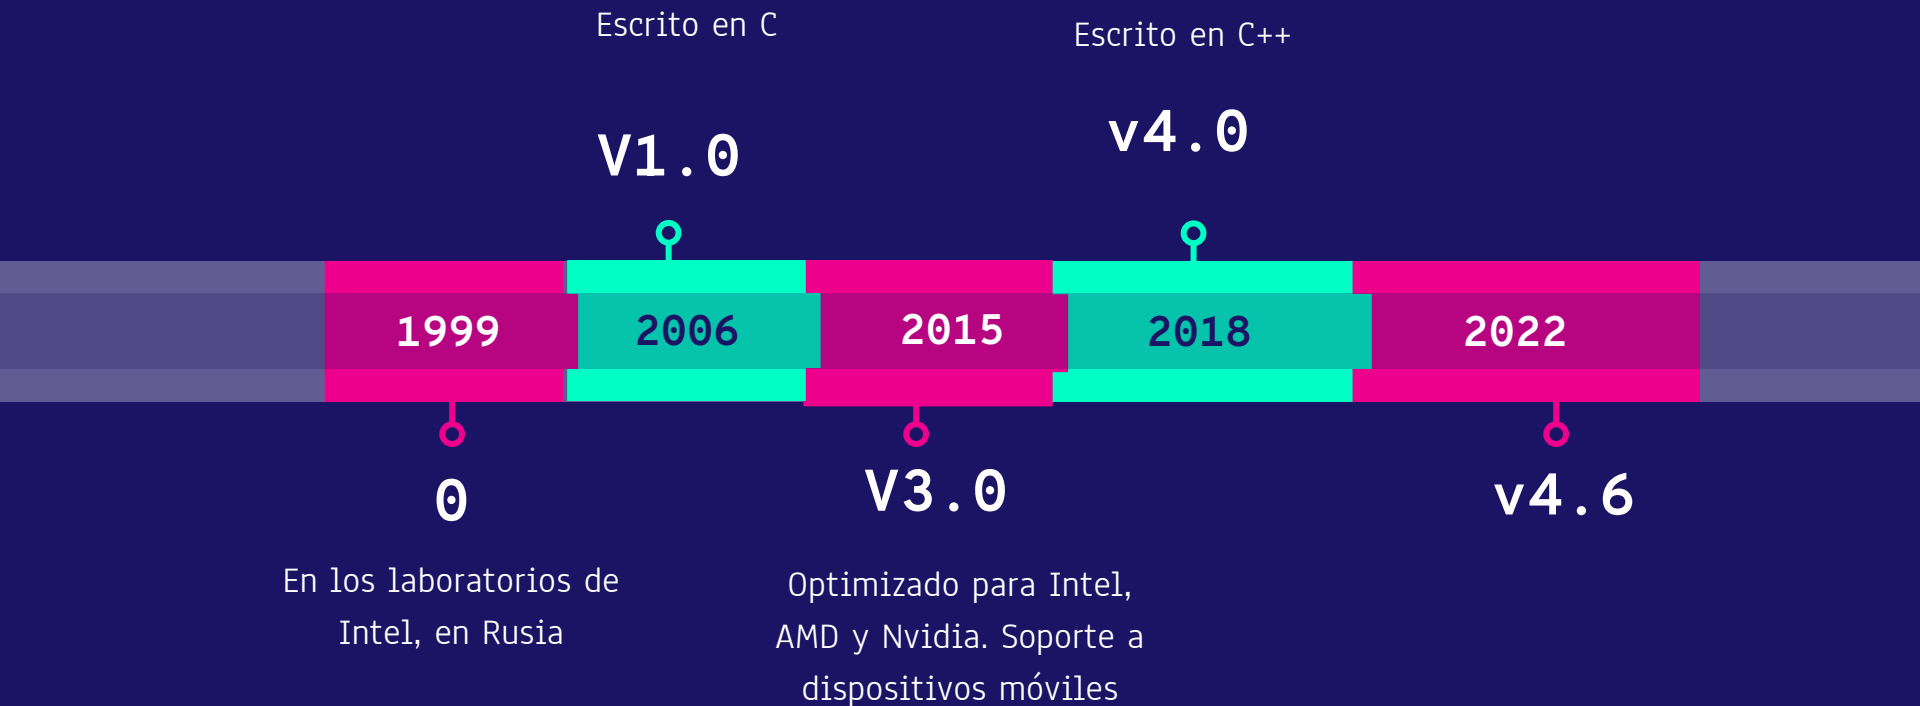 Escrito en C
Escrito en C++
V1.0
v4.0
1999
2006
2015
2018
2022
0
V3.0
v4.6
En los laboratorios de
Intel, en Rusia
Optimizado para Intel,
AMD y Nvidia. Soporte a
dispositivos móviles